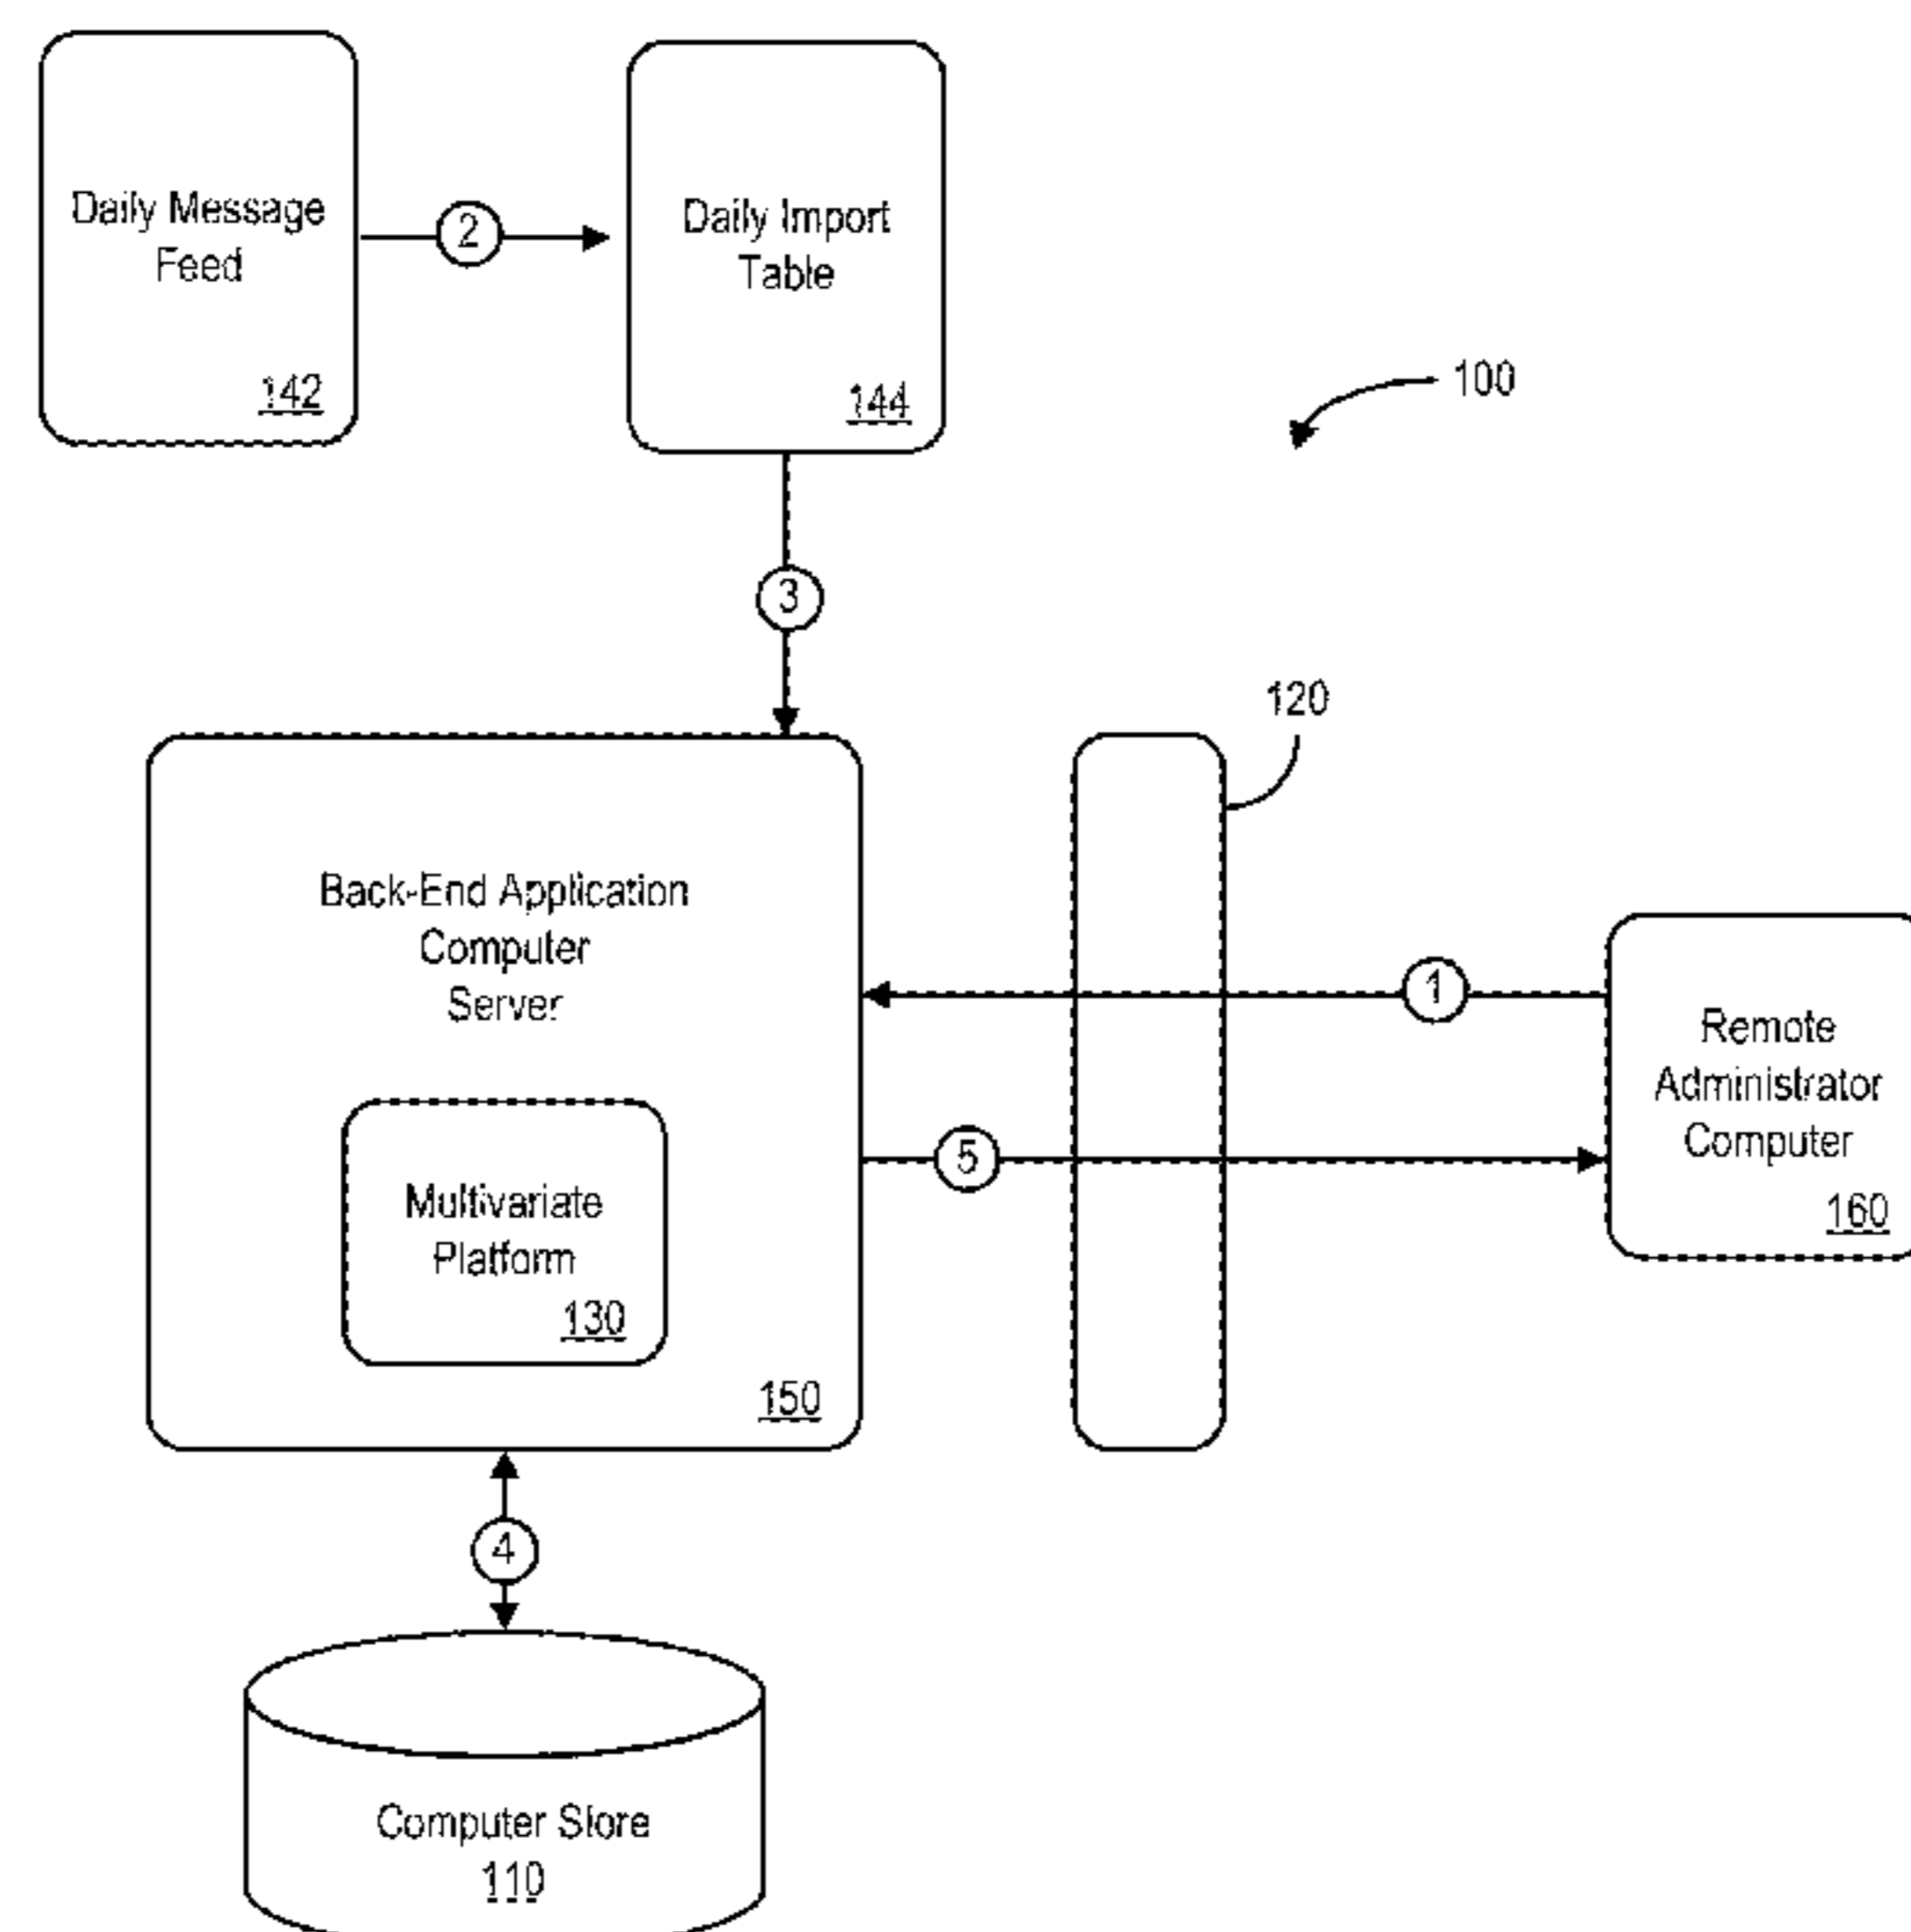 Daily Message
Feed
142
2
Daily Import
Table
144
100
3
120
Back-End Application
Computer
Server
1
Remote
Administrator
Computer
160
5
Multivariate
Platform
130
150
4
Computer Store
110